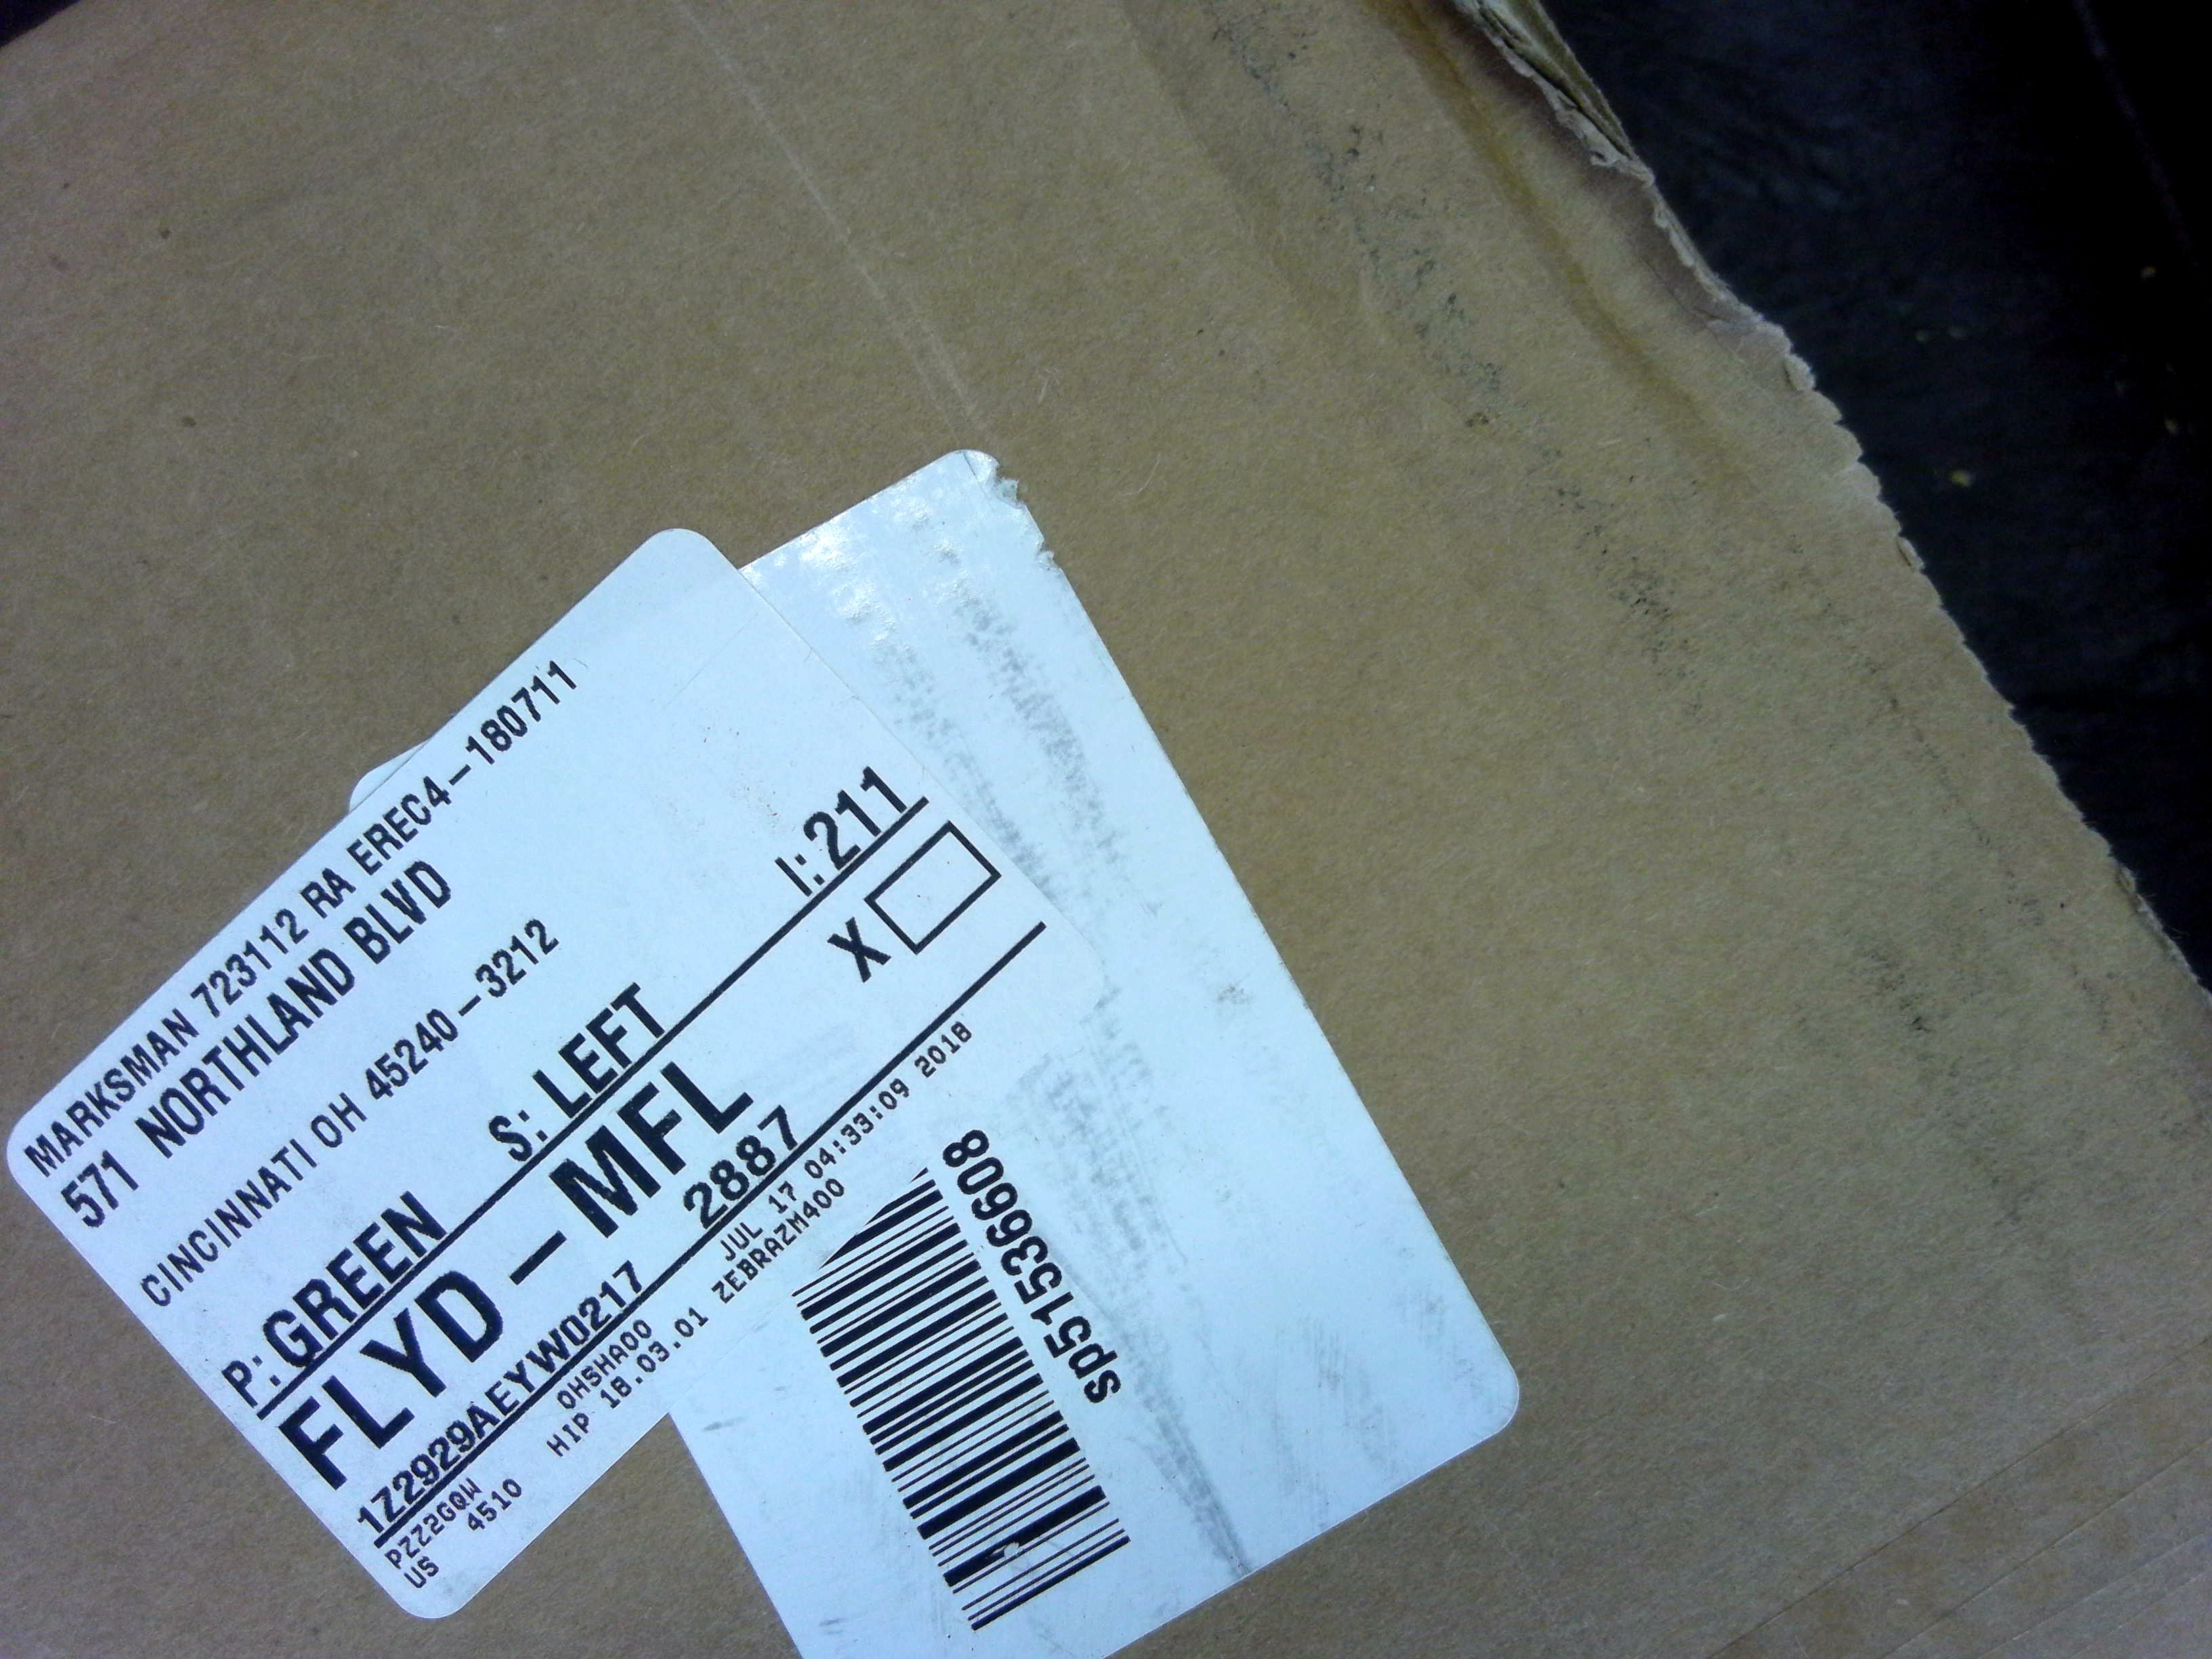 MARKSMAN 723112 RA EREC4-180711
571 NORTHLAND BLVD
CINCINNATI OH 45240-3212
P: GREEN S: LEFT I: 211
FLYD-MFL X
1Z2929AEYW0217 2887
PZZ2GQW OHSHA00 JUL 17 04:33:09 2018
US 4510 HIP 18.03.01 ZEBRAZM400
sp51536608